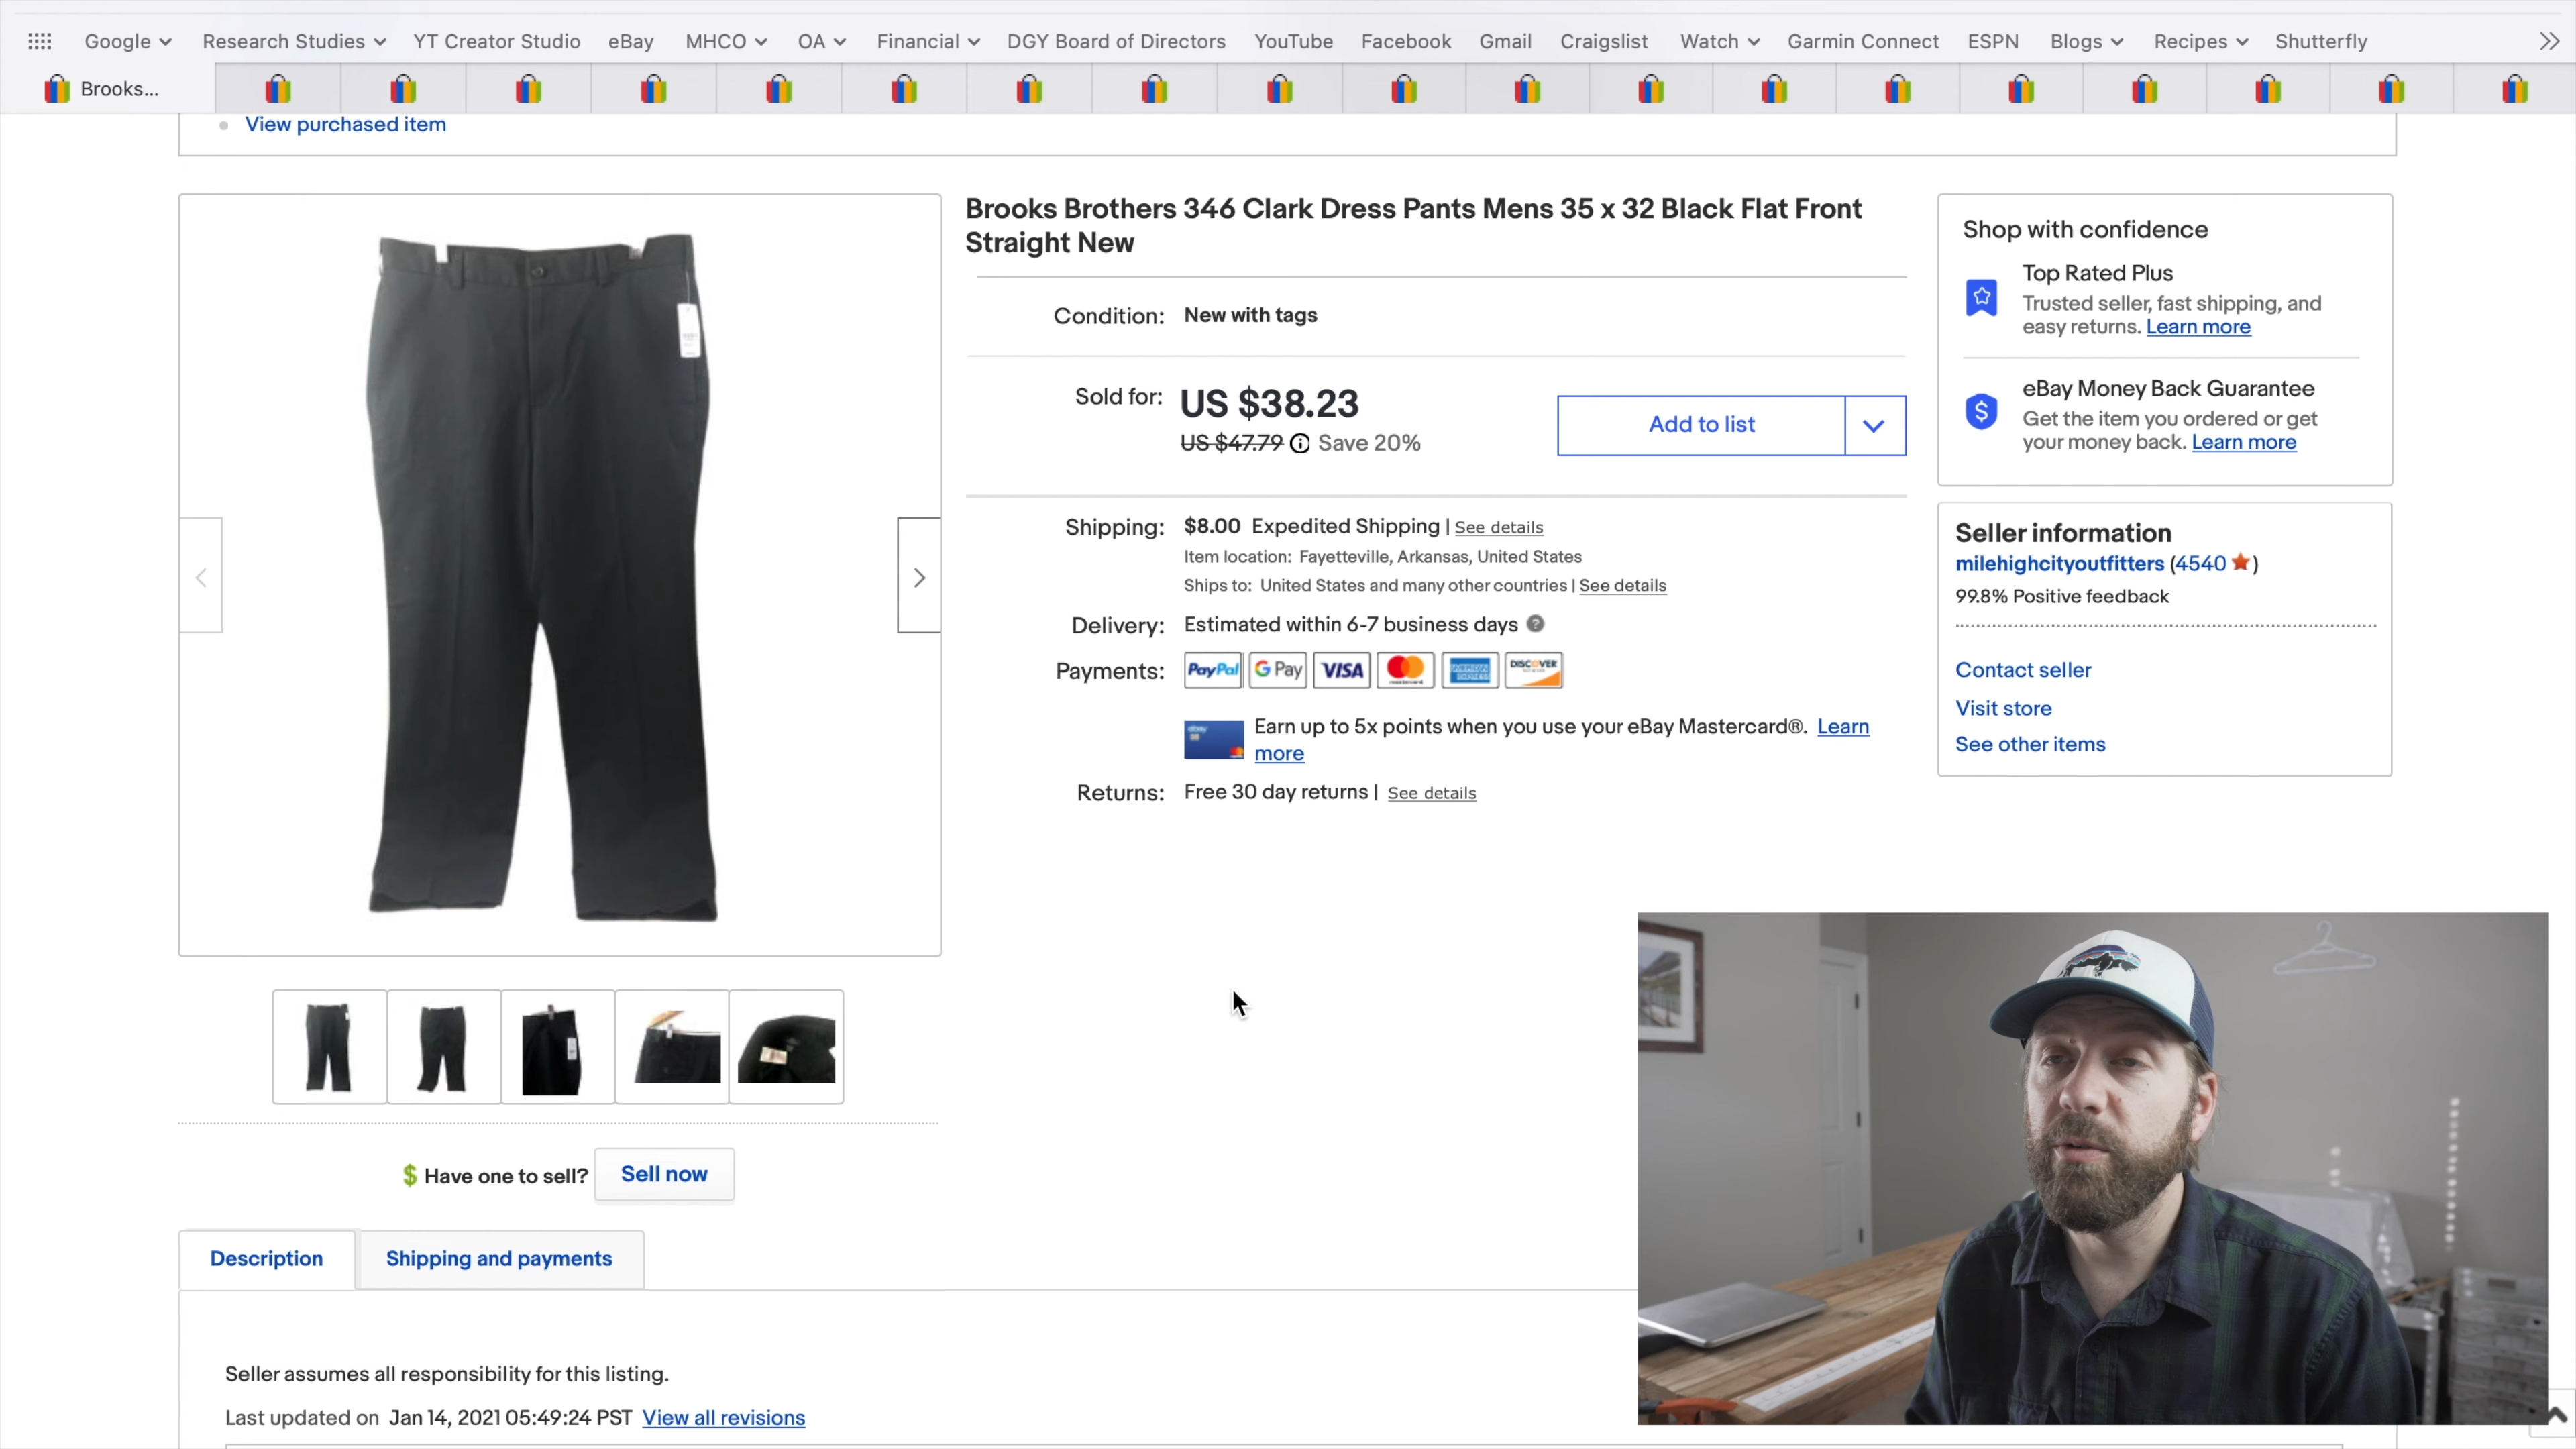 Google Research Studies YT Creator Studio eBay MHCO OA Financial DGY Board of Directors YouTube Facebook Gmail Craigslist Watch Garmin Connect ESPN Blogs Recipes Shutterfly
Brooks...
View purchased item
Brooks Brothers 346 Clark Dress Pants Mens 35 x 32 Black Flat Front
Straight New
Condition: New with tags
Sold for: US $38.23
US $47.79 Save 20%
Add to list
Shipping: $8.00 Expedited Shipping | See details
Item location: Fayetteville, Arkansas, United States
Ships to: United States and many other countries | See details
Delivery: Estimated within 6-7 business days
Payments: PayPal G Pay VISA mastercard AMERICAN EXPRESS DISCOVER
Earn up to 5x points when you use your eBay Mastercard®. Learn
more
Returns: Free 30 day returns | See details
Shop with confidence
Top Rated Plus
Trusted seller, fast shipping, and
easy returns. Learn more
eBay Money Back Guarantee
Get the item you ordered or get
your money back. Learn more
Seller information
milehighcityoutfitters (4540)
99.8% Positive feedback
Contact seller
Visit store
See other items
$ Have one to sell? Sell now
Description Shipping and payments
Seller assumes all responsibility for this listing.
Last updated on Jan 14, 2021 05:49:24 PST View all revisions